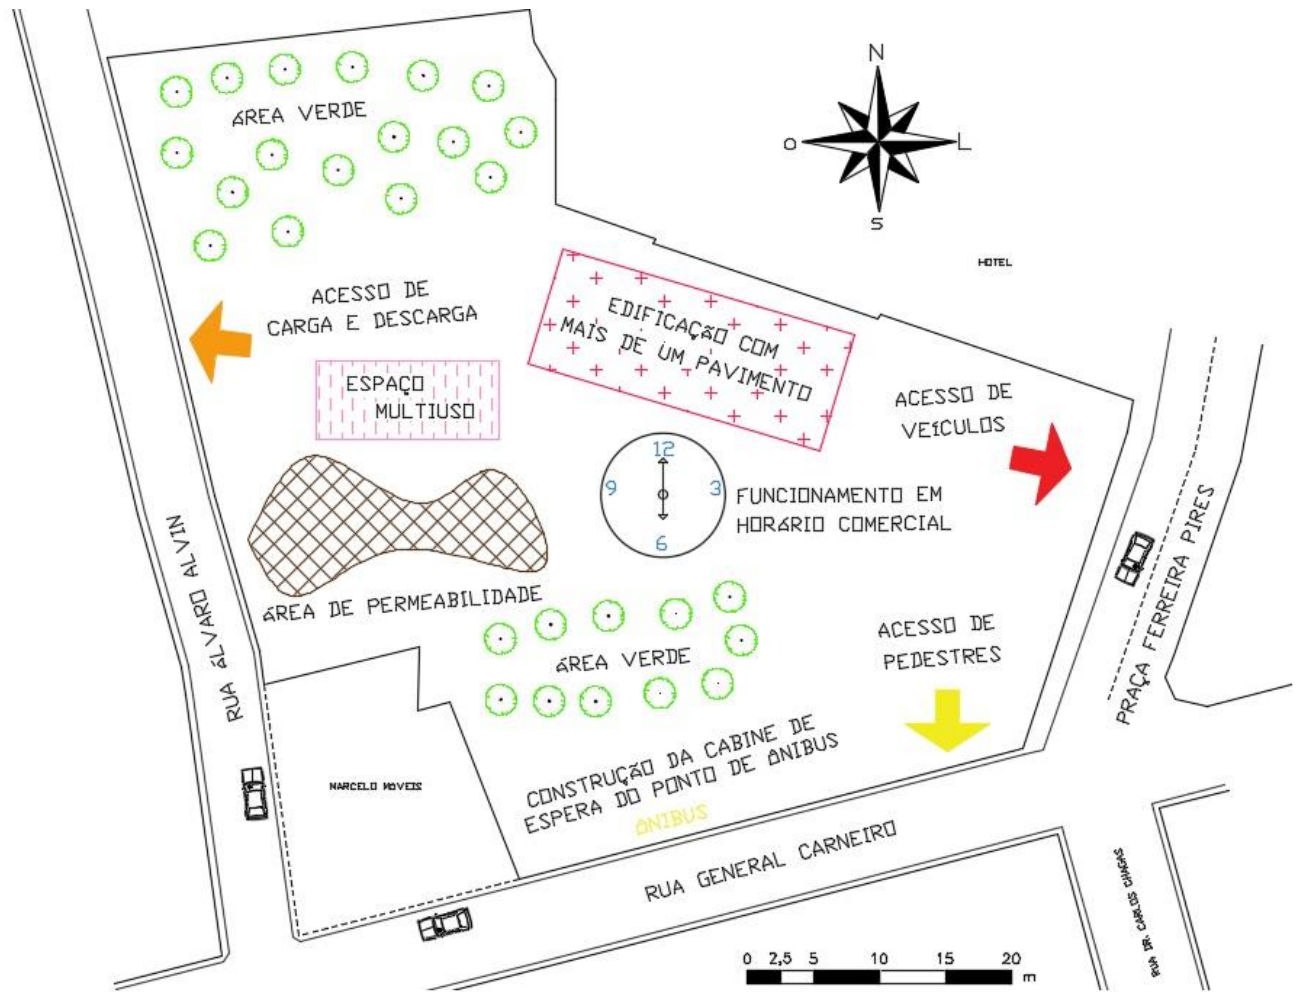 N
O
L
S
ÁREA VERDE
HOTEL
ACESSO DE
CARGA E DESCARGA
EDIFICAÇÃO COM
MAIS DE UM PAVIMENTO
ESPAÇO
MULTIUSO
ACESSO DE
VEÍCULOS
12
9
3
6
FUNCIONAMENTO EM
HORÁRIO COMERCIAL
RUA ÁLVARO ALVIN
PRAÇA FERREIRA PIRES
ÁREA DE PERMEABILIDADE
ÁREA VERDE
ACESSO DE
PEDESTRES
CONSTRUÇÃO DA CABINE DE
ESPERA DO PONTO DE ÔNIBUS
ÔNIBUS
MARCELO MOVEIS
RUA GENERAL CARNEIRO
RUA DR. CARLOS CHAGAS
0 2,5 5 10 15 20
m